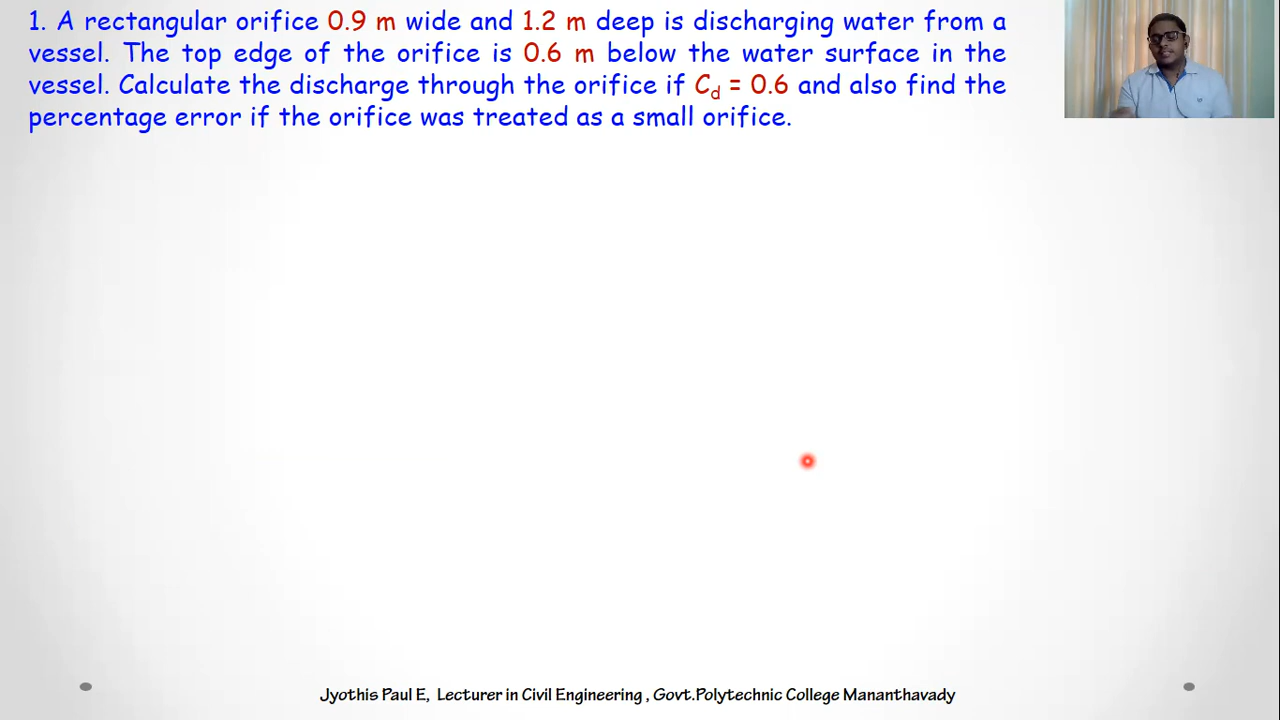 1. A rectangular orifice 0.9 m wide and 1.2 m deep is discharging water from a
vessel. The top edge of the orifice is 0.6 m below the water surface in the
vessel. Calculate the discharge through the orifice if Cd = 0.6 and also find the
percentage error if the orifice was treated as a small orifice.
Jyothis Paul E, Lecturer in Civil Engineering , Govt.Polytechnic College Mananthavady